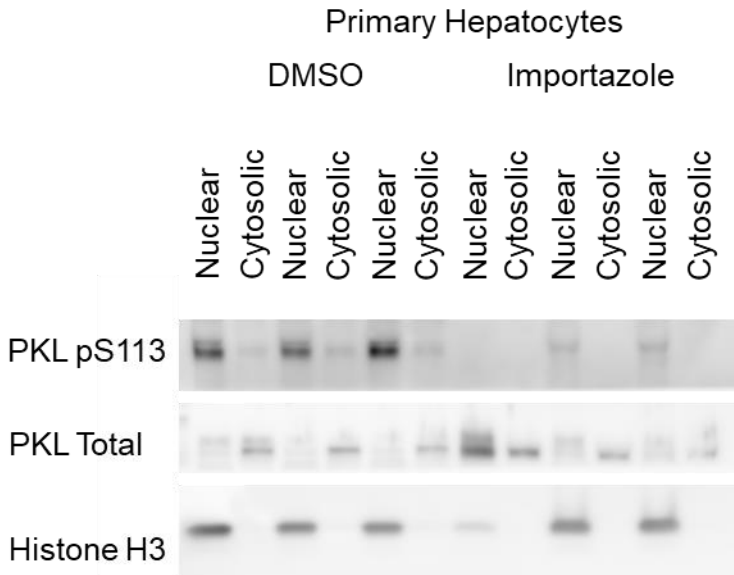 Primary Hepatocytes
DMSO Importazole
Nuclear Cytosolic Nuclear Cytosolic Nuclear Cytosolic Nuclear Cytosolic Nuclear Cytosolic Nuclear Cytosolic
PKL pS113
PKL Total
Histone H3